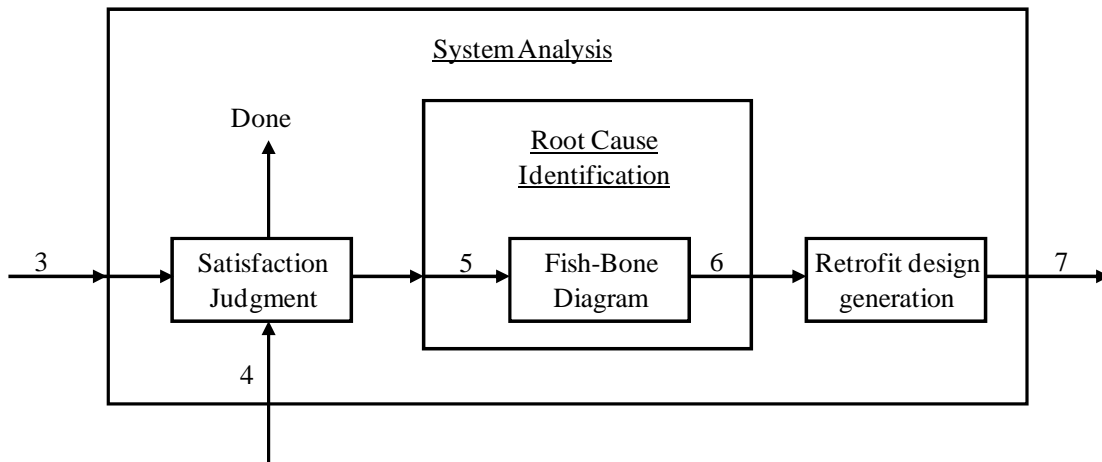 System Analysis
Done
Root Cause
Identification
3
Satisfaction
Judgment
5
Fish-Bone
Diagram
6
Retrofit design
generation
7
4